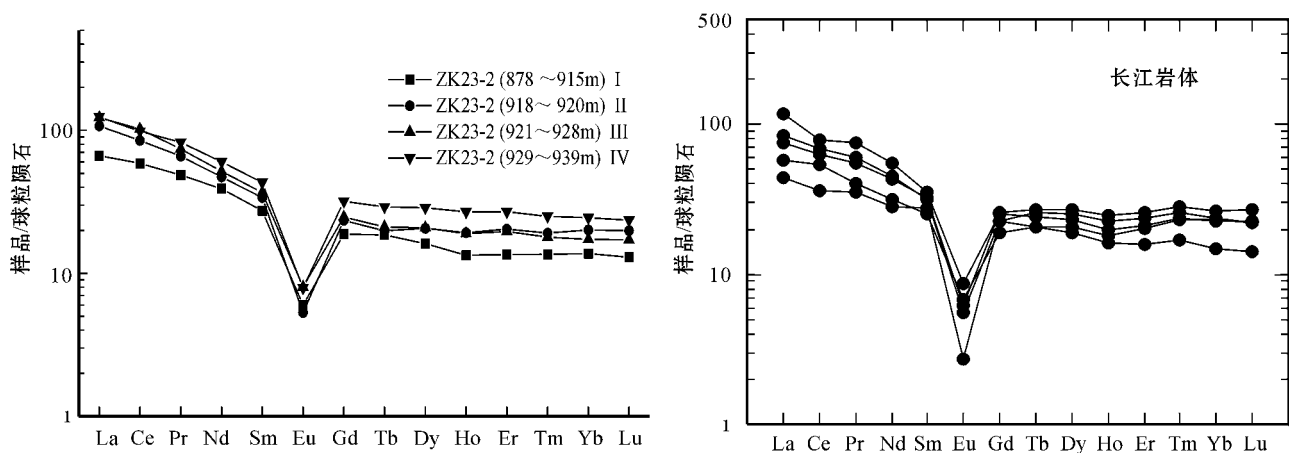 样品/球粒陨石
100
10
1
ZK23-2 (878～915m) I
ZK23-2 (918～920m) II
ZK23-2 (921～928m) III
ZK23-2 (929～939m) IV
La Ce Pr Nd Sm Eu Gd Tb Dy Ho Er Tm Yb Lu
样品/球粒陨石
500
100
10
1
长江岩体
La Ce Pr Nd Sm Eu Gd Tb Dy Ho Er Tm Yb Lu